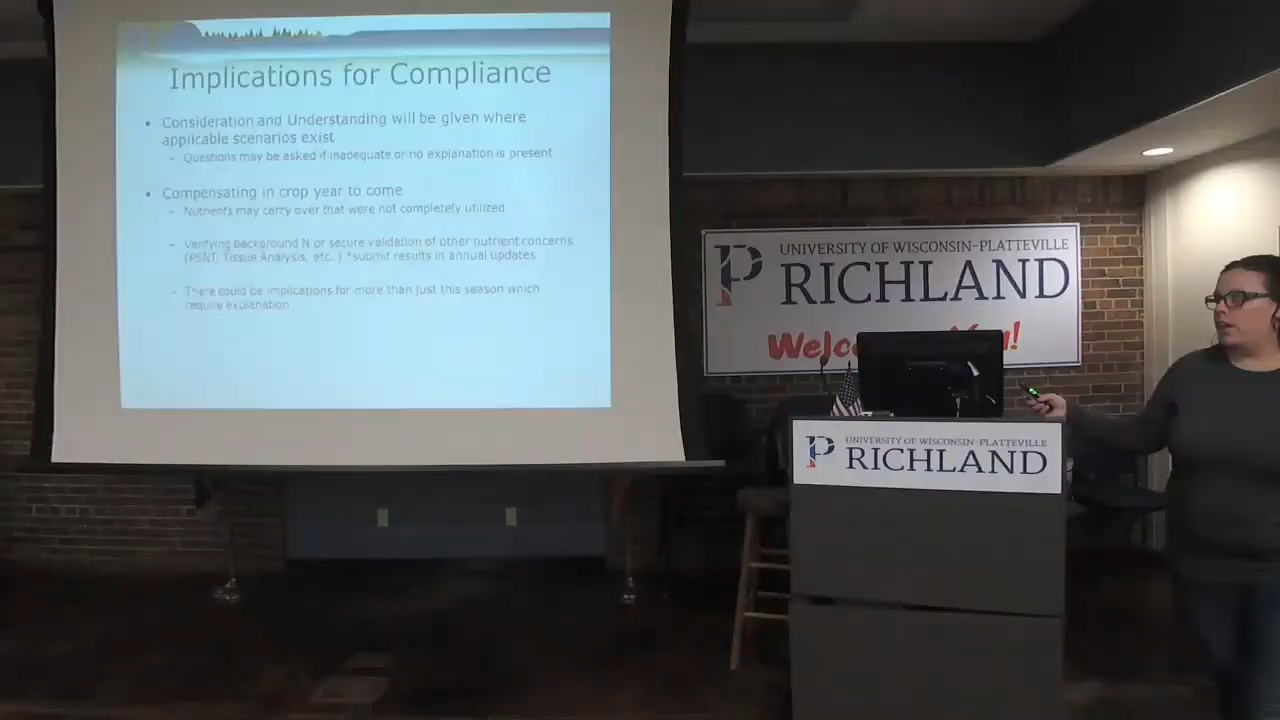 Implications for Compliance
• Consideration and Understanding will be given where
applicable scenarios exist
– Questions may be asked if inadequate or no explanation is present
• Compensating in crop year to come
– Nutrients may carry over that were not completely utilized
– Verifying background N or secure validation of other nutrient concerns
(PSNT, Tissue Analysis, etc. ) *submit results in annual updates
– There could be implications for more than just this season which
require explanation
P UNIVERSITY OF WISCONSIN-PLATTEVILLE
RICHLAND
P UNIVERSITY OF WISCONSIN-PLATTEVILLE
RICHLAND